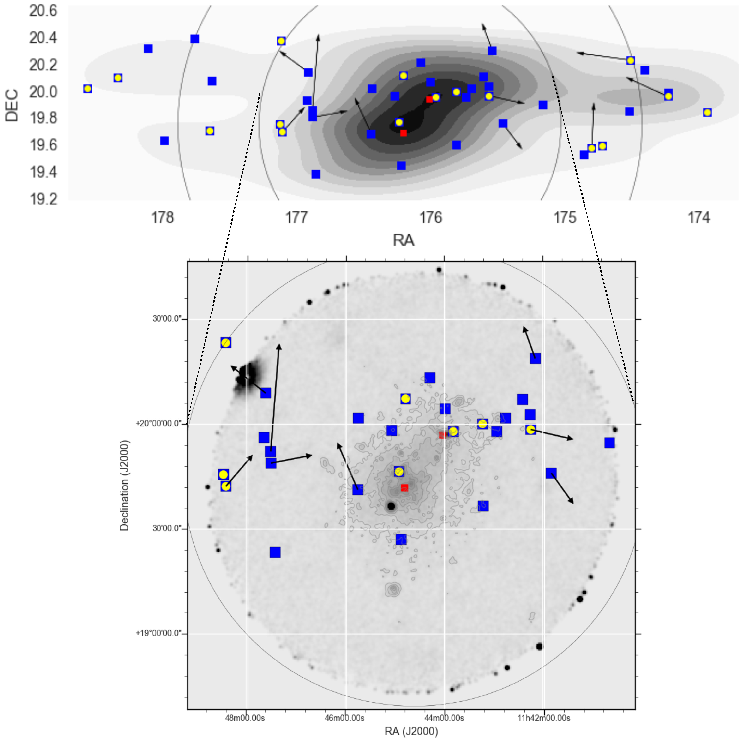 20.6
20.4
20.2
20.0
19.8
19.6
19.4
19.2
DEC
178
177
176
175
174
RA
30'00.0"
+20°00'00.0"
30'00.0"
+19°00'00.0"
Declination (J2000)
48m00.00s
46m00.00s
44m00.00s
11h42m00.00s
RA (J2000)